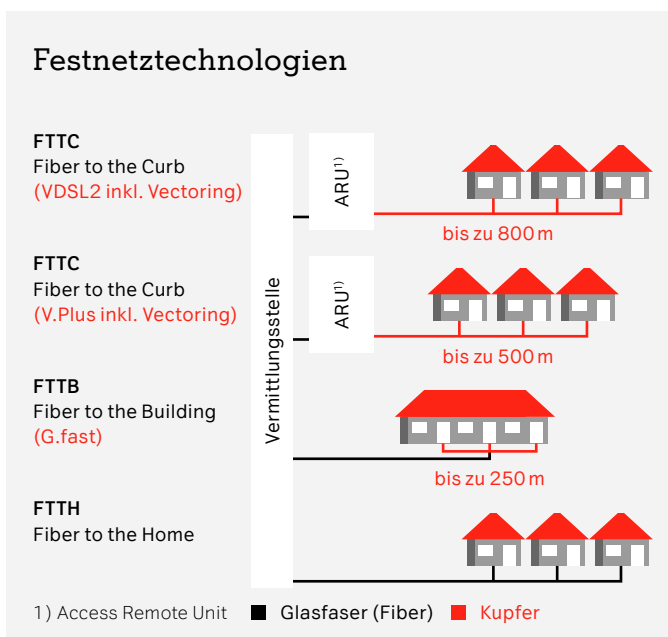 Festnetztechnologien
FTTC
Fiber to the Curb
(VDSL2 inkl. Vectoring)
ARU1)
bis zu 800 m
FTTC
Fiber to the Curb
(V.Plus inkl. Vectoring)
ARU1)
bis zu 500 m
Vermittlungsstelle
FTTB
Fiber to the Building
(G.fast)
bis zu 250 m
FTTH
Fiber to the Home
1) Access Remote Unit Glasfaser (Fiber) Kupfer